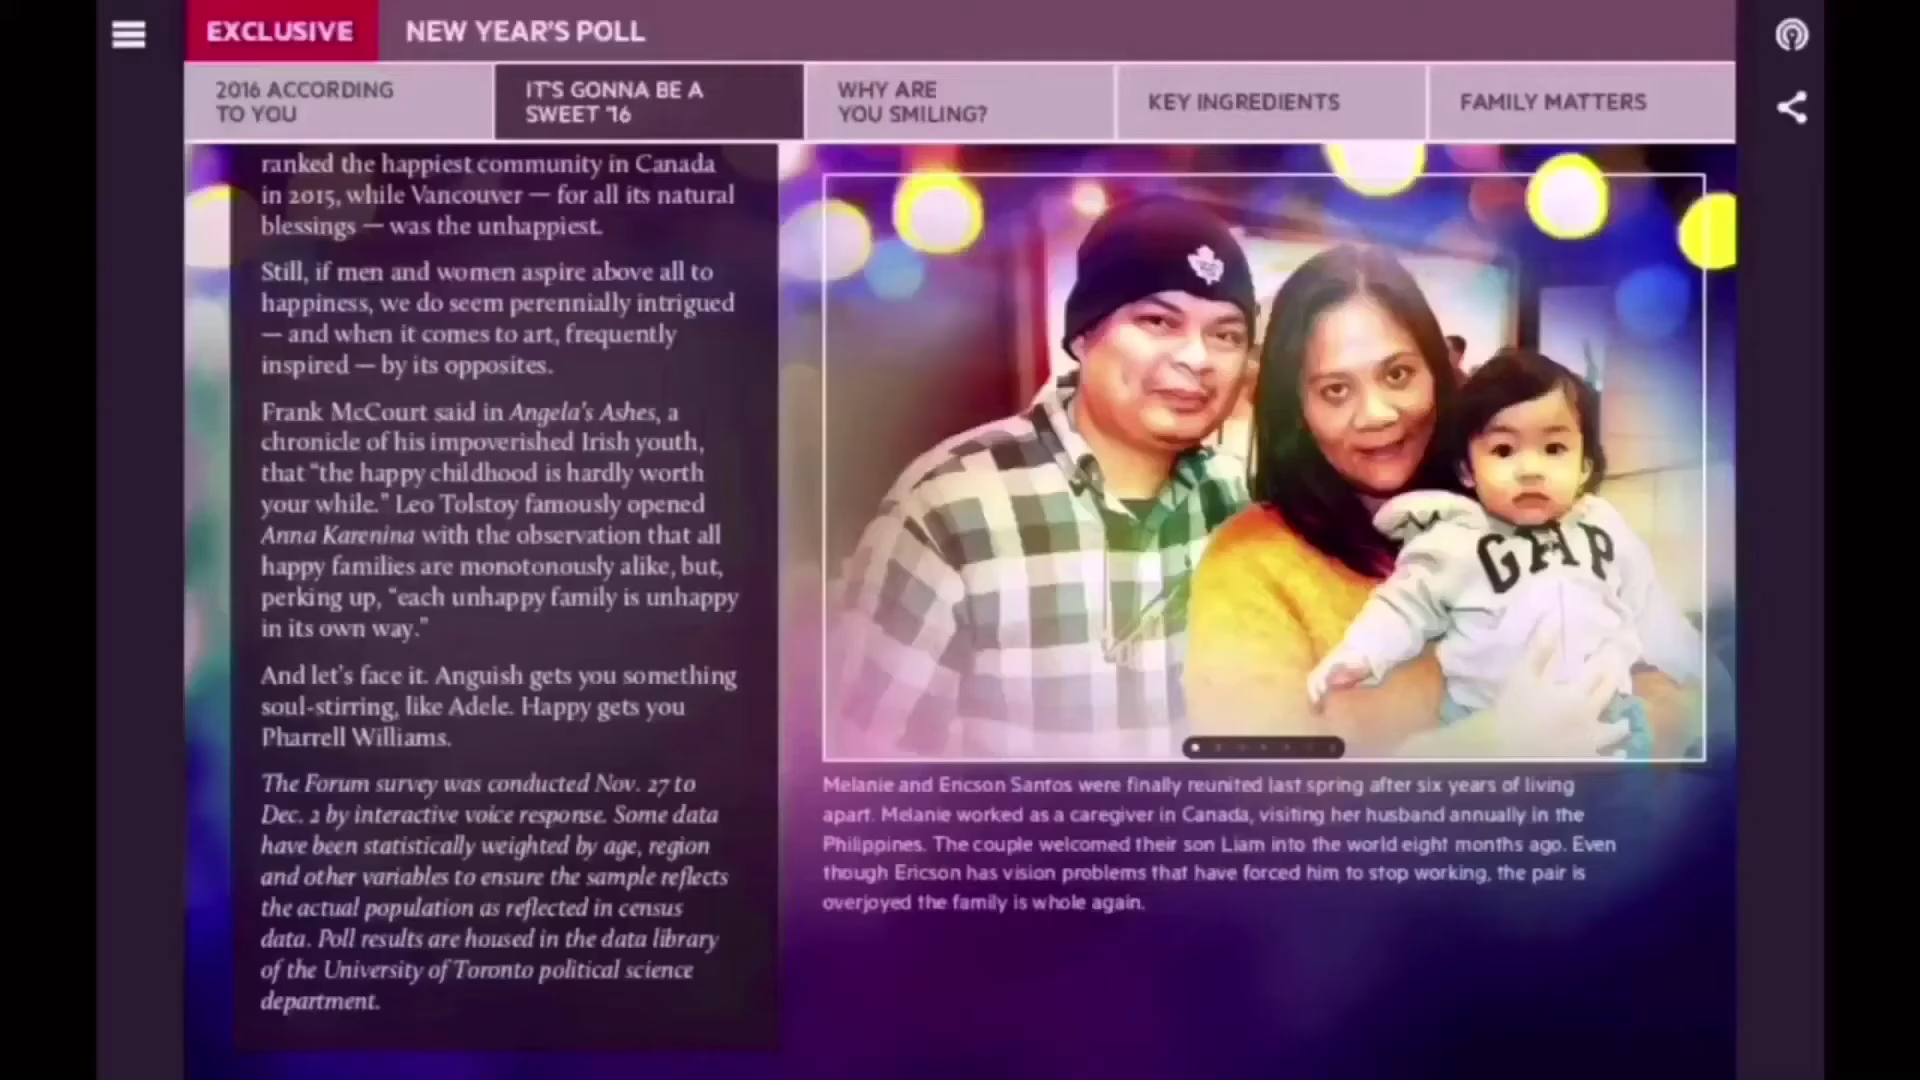 EXCLUSIVE
NEW YEAR'S POLL
2016 ACCORDING
TO YOU
IT'S GONNA BE A
SWEET '16
WHY ARE
YOU SMILING?
KEY INGREDIENTS
FAMILY MATTERS
ranked the happiest community in Canada
in 2015, while Vancouver — for all its natural
blessings — was the unhappiest.
Still, if men and women aspire above all to
happiness, we do seem perennially intrigued
— and when it comes to art, frequently
inspired — by its opposites.
Frank McCourt said in Angela's Ashes, a
chronicle of his impoverished Irish youth,
that “the happy childhood is hardly worth
your while.” Leo Tolstoy famously opened
Anna Karenina with the observation that all
happy families are monotonously alike, but,
perking up, “each unhappy family is unhappy
in its own way.”
And let's face it. Anguish gets you something
soul-stirring, like Adele. Happy gets you
Pharrell Williams.
The Forum survey was conducted Nov. 27 to
Dec. 2 by interactive voice response. Some data
have been statistically weighted by age, region
and other variables to ensure the sample reflects
the actual population as reflected in census
data. Poll results are housed in the data library
of the University of Toronto political science
department.
GAP
Melanie and Ericson Santos were finally reunited last spring after six years of living
apart. Melanie worked as a caregiver in Canada, visiting her husband annually in the
Philippines. The couple welcomed their son Liam into the world eight months ago. Even
though Ericson has vision problems that have forced him to stop working, the pair is
overjoyed the family is whole again.